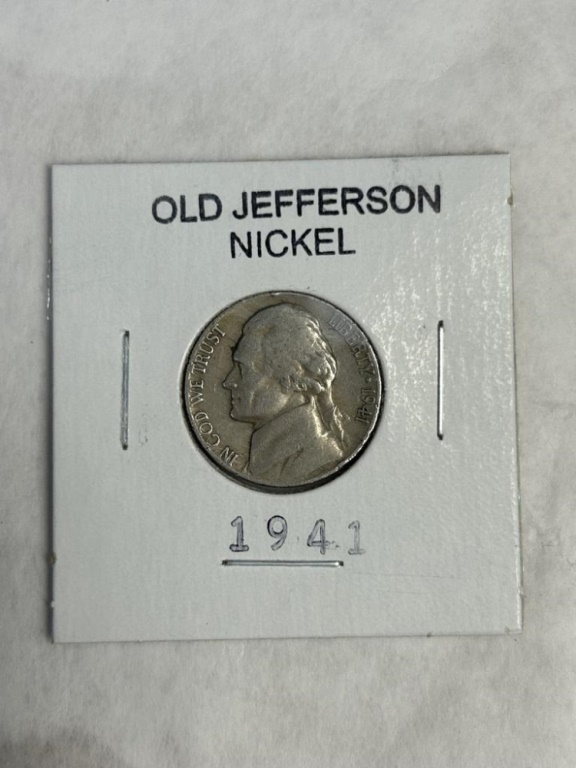 OLD JEFFERSON
NICKEL
IN GOD WE TRUST
LIBERTY · 1941
1941